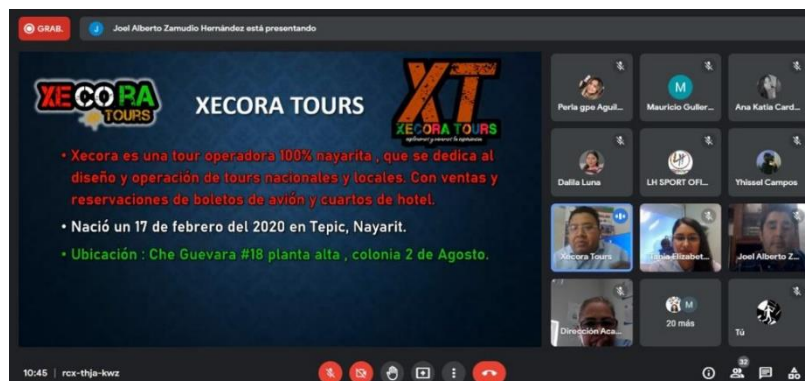 GRAB.
J
Joel Alberto Zamudio Hernández está presentando
XECORA
TOURS
XECORA TOURS
XT
XECORA TOURS
• Xecora es una tour operadora 100% nayarita , que se dedica al
diseño y operación de tours nacionales y locales. Con ventas y
reservaciones de boletos de avión y cuartos de hotel.
• Nació un 17 de febrero del 2020 en Tepic, Nayarit.
• Ubicación : Che Guevara #18 planta alta , colonia 2 de Agosto.
Perla gpe Aguil...
M
Mauricio Guller...
Ana Katia Card...
Dalila Luna
LH
LH SPORT OFI...
Yhissel Campos
Xecora Tours
Tania Elizabet...
Joel Alberto Z...
Dirección Aca...
M
20 más
Tú
10:45 | rcx-thja-kwz
32